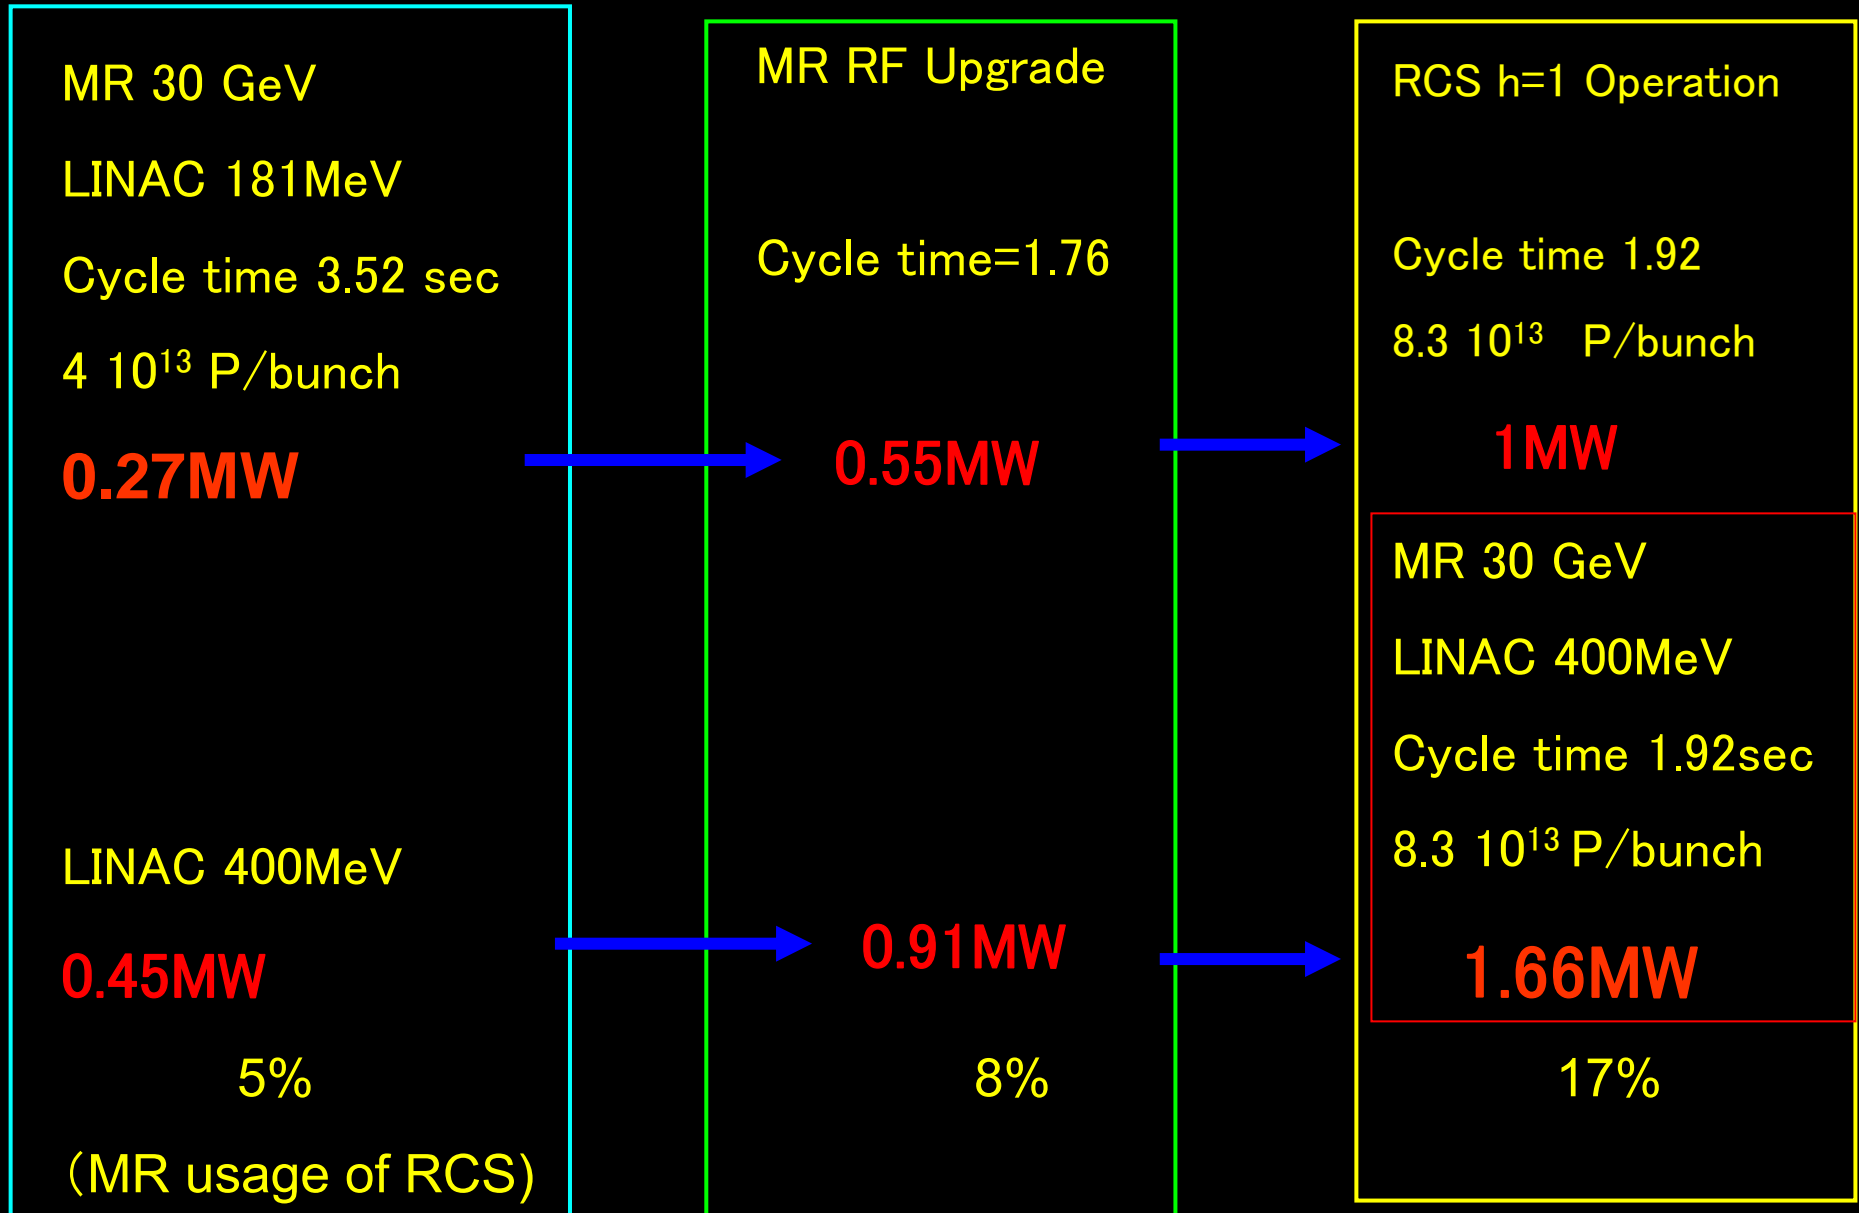 MR 30 GeV
LINAC 181MeV
Cycle time 3.52 sec
4 10¹³ P/bunch
0.27MW
LINAC 400MeV
0.45MW
5%
(MR usage of RCS)
MR RF Upgrade
Cycle time=1.76
0.55MW
0.91MW
8%
RCS h=1 Operation
Cycle time 1.92
8.3 10¹³ P/bunch
1MW
MR 30 GeV
LINAC 400MeV
Cycle time 1.92sec
8.3 10¹³ P/bunch
1.66MW
17%